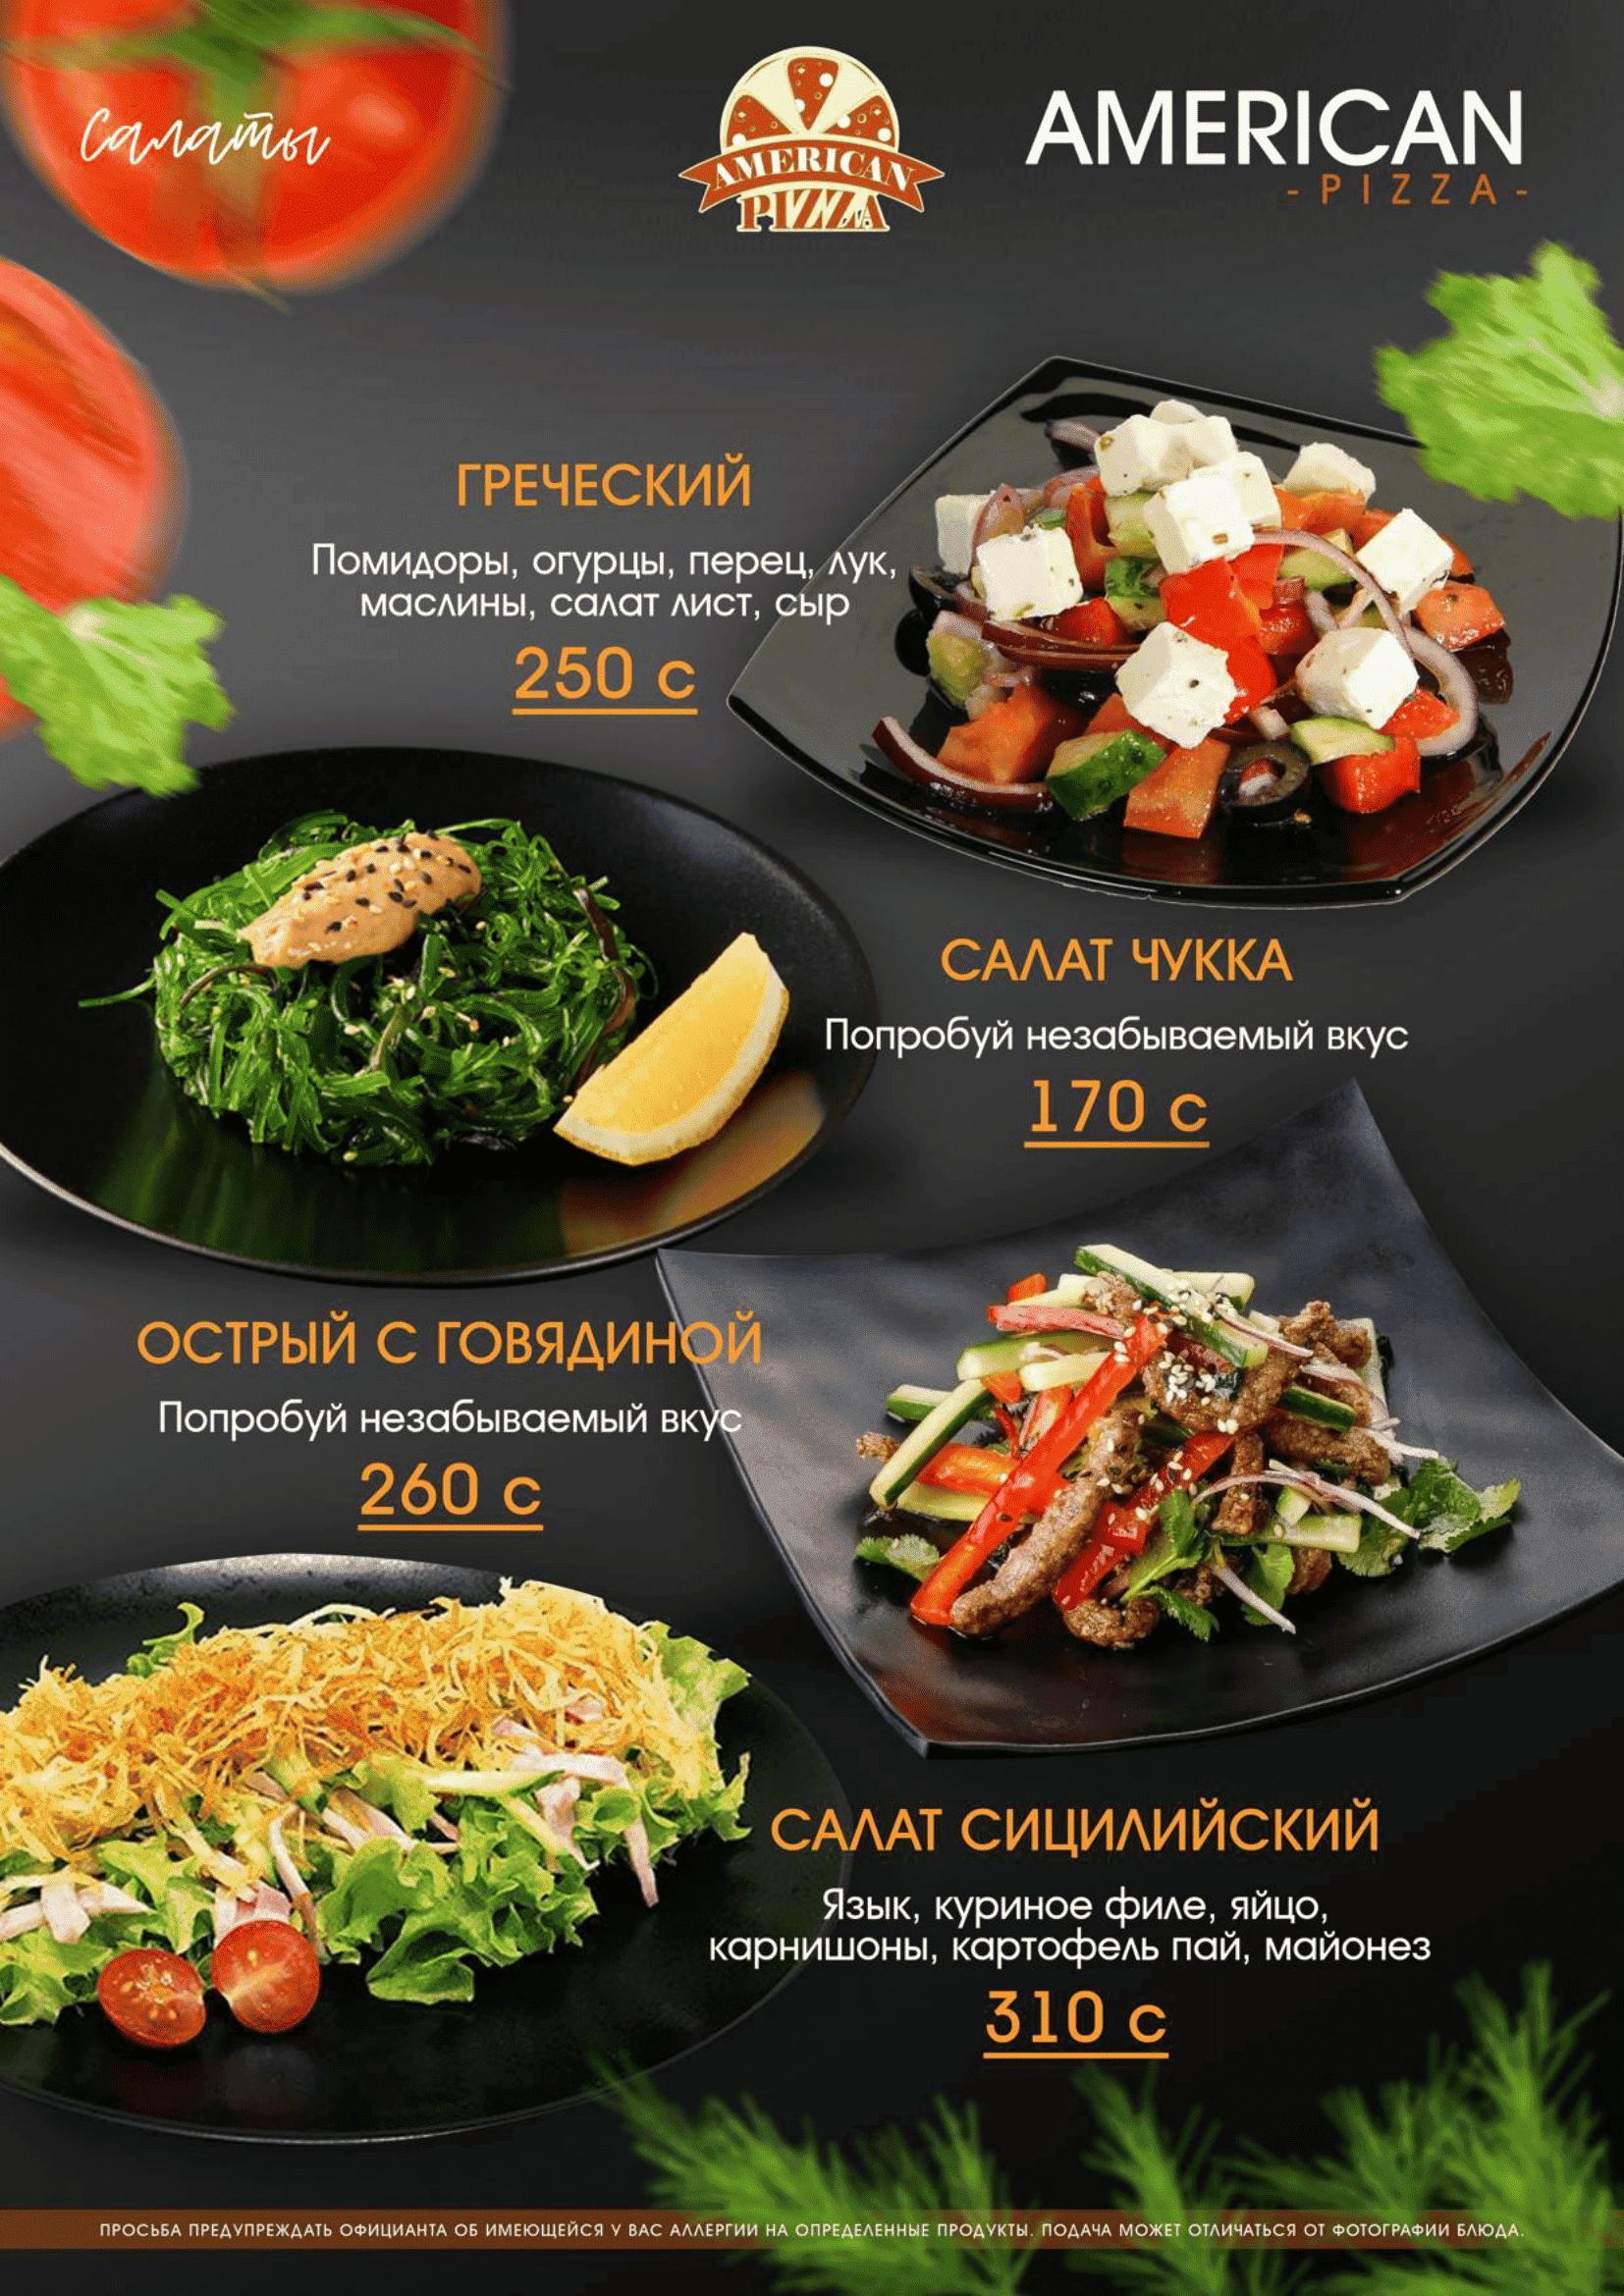 Салаты
AMERICAN
PIZZA
AMERICAN
- PIZZA -
ГРЕЧЕСКИЙ
Помидоры, огурцы, перец, лук,
маслины, салат лист, сыр
250 с
САЛАТ ЧУККА
Попробуй незабываемый вкус
170 с
ОСТРЫЙ С ГОВЯДИНОЙ
Попробуй незабываемый вкус
260 с
САЛАТ СИЦИЛИЙСКИЙ
Язык, куриное филе, яйцо,
карнишоны, картофель пай, майонез
310 с
ПРОСЬБА ПРЕДУПРЕЖДАТЬ ОФИЦИАНТА ОБ ИМЕЮЩЕЙСЯ У ВАС АЛЛЕРГИИ НА ОПРЕДЕЛЕННЫЕ ПРОДУКТЫ. ПОДАЧА МОЖЕТ ОТЛИЧАТЬСЯ ОТ ФОТОГРАФИИ БЛЮДА.